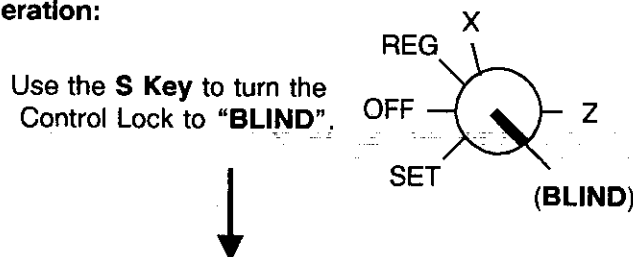 eration:
Use the S Key to turn the
Control Lock to “BLIND”.
X
REG
OFF
Z
SET
(BLIND)